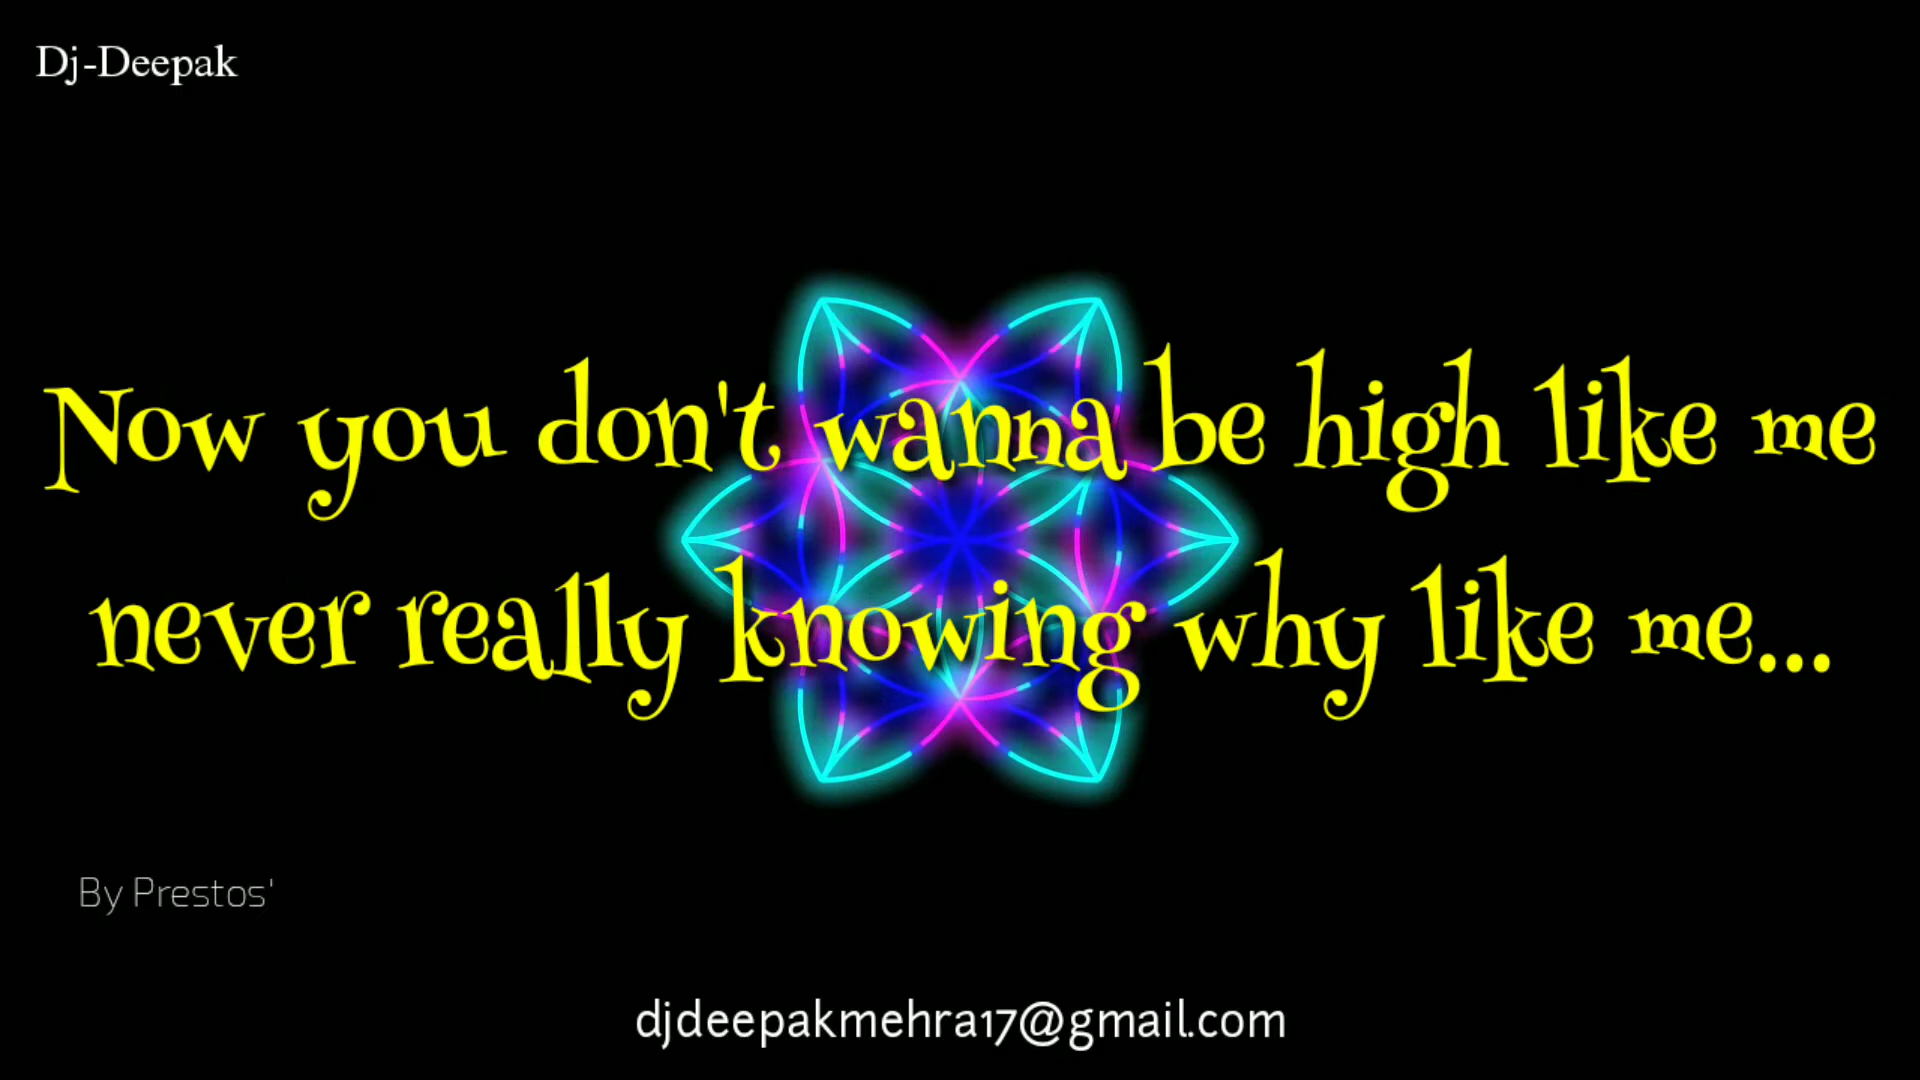 Dj-Deepak
Now you don't wanna be high like me
never really knowing why like me...
By Prestos'
djdeepakmehra17@gmail.com